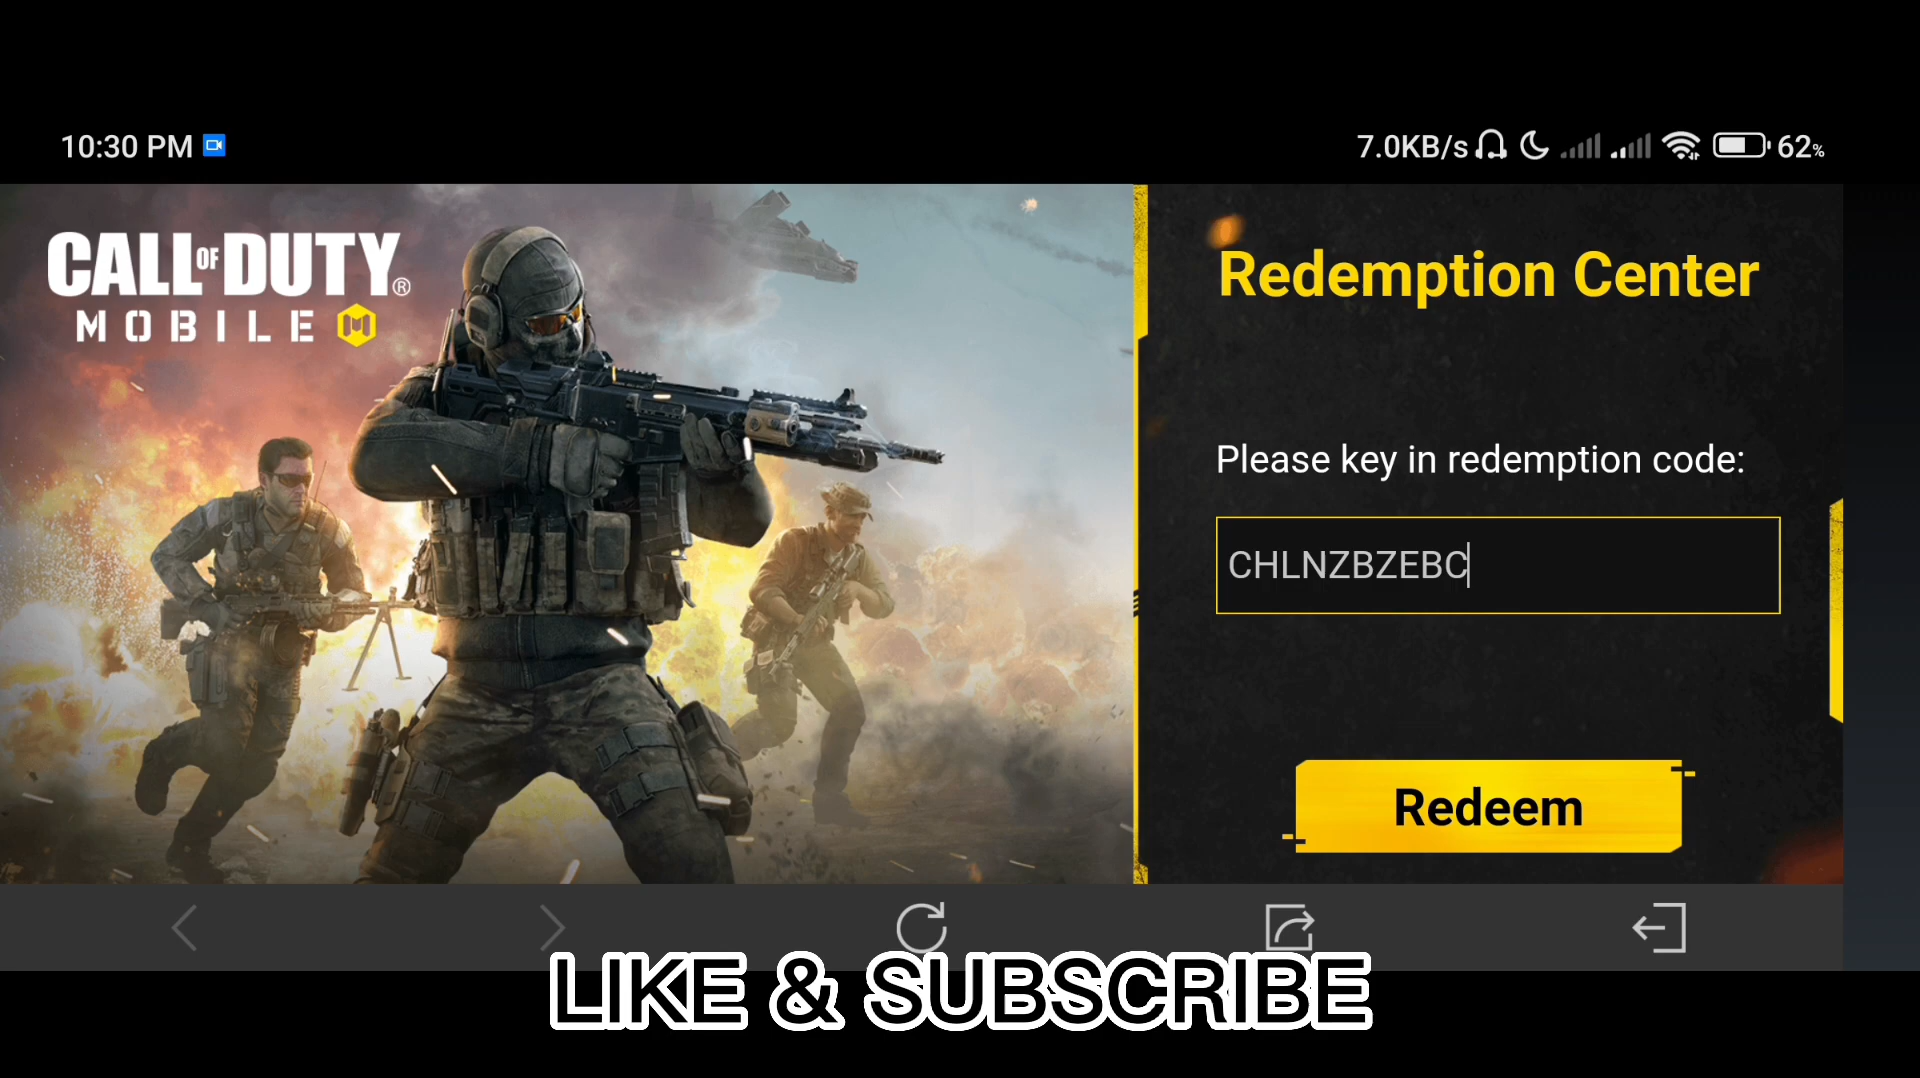 10:30 PM
7.0KB/s 62%
CALL OF DUTY®
MOBILE
Redemption Center
Please key in redemption code:
CHLNZBZEBC
Redeem
LIKE & SUBSCRIBE